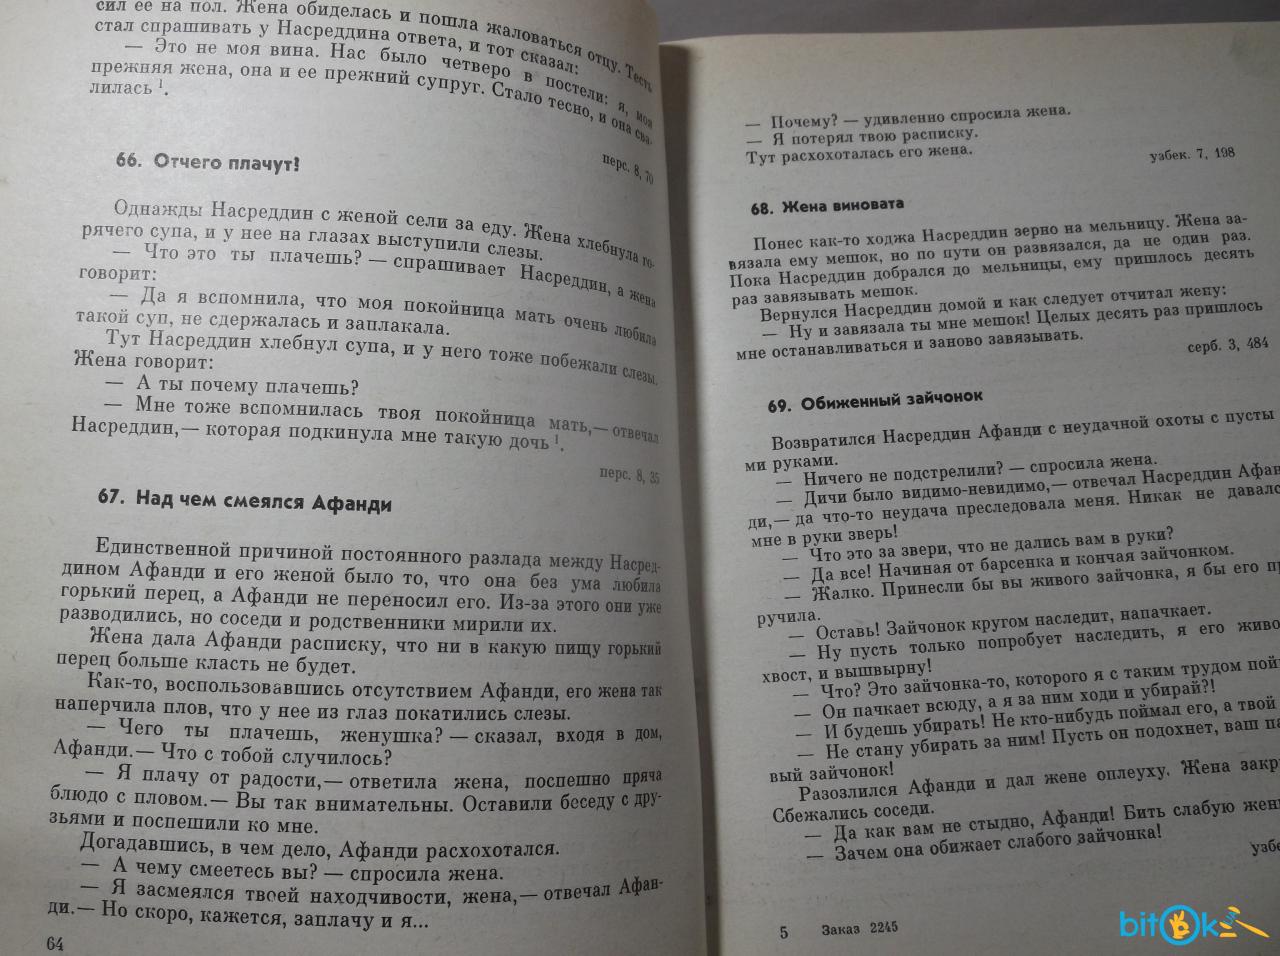 сил ее на пол. Жена обиделась и пошла жаловаться отцу. Тесть
стал спрашивать у Насреддина ответа, и тот сказал:
— Это не моя вина. Нас было четверо в постели: я, моя
прежняя жена, она и ее прежний супруг. Стало тесно, и она сва-
лилась ¹.
перс. 8, 70
66. Отчего плачут?
Однажды Насреддин с женой сели за еду. Жена хлебнула го-
рячего супа, и у нее на глазах выступили слезы.
— Что это ты плачешь? — спрашивает Насреддин, а жена
говорит:
— Да я вспомнила, что моя покойница мать очень любила
такой суп, не сдержалась и заплакала.
Тут Насреддин хлебнул супа, и у него тоже побежали слезы.
Жена говорит:
— А ты почему плачешь?
— Мне тоже вспомнилась твоя покойница мать,— отвечал
Насреддин,— которая подкинула мне такую дочь ¹.
перс. 8, 35
67. Над чем смеялся Афанди
Единственной причиной постоянного разлада между Насред-
дином Афанди и его женой было то, что она без ума любила
горький перец, а Афанди не переносил его. Из-за этого они уже
разводились, но соседи и родственники мирили их.
Жена дала Афанди расписку, что ни в какую пищу горький
перец больше класть не будет.
Как-то, воспользовавшись отсутствием Афанди, его жена так
наперчила плов, что у нее из глаз покатились слезы.
— Чего ты плачешь, женушка? — сказал, входя в дом,
Афанди.— Что с тобой случилось?
— Я плачу от радости,— ответила жена, поспешно пряча
блюдо с пловом.— Вы так внимательны. Оставили беседу с дру-
зьями и поспешили ко мне.
Догадавшись, в чем дело, Афанди расхохотался.
— А чему смеетесь вы? — спросила жена.
— Я засмеялся твоей находчивости, жена,— отвечал Афан-
ди.— Но скоро, кажется, заплачу и я...
64
— Почему? — удивленно спросила жена.
— Я потерял твою расписку.
Тут расхохоталась его жена.
узбек. 7, 198
68. Жена виновата
Понес как-то ходжа Насреддин зерно на мельницу. Жена за-
вязала ему мешок, но по пути он развязался, да не один раз.
Пока Насреддин добрался до мельницы, ему пришлось десять
раз завязывать мешок.
Вернулся Насреддин домой и как следует отчитал жену:
— Ну и завязала ты мне мешок! Целых десять раз пришлось
мне останавливаться и заново завязывать.
серб. 3, 484
69. Обиженный зайчонок
Возвратился Насреддин Афанди с неудачной охоты с пусты
ми руками.
— Ничего не подстрелили? — спросила жена.
— Дичи было видимо-невидимо,— отвечал Насреддин Афан
ди,— да что-то неудача преследовала меня. Никак не давалс
мне в руки зверь!
— Что это за звери, что не дались вам в руки?
— Да все! Начиная от барсенка и кончая зайчонком.
— Жалко. Принесли бы вы живого зайчонка, я бы его пр
ручила.
— Оставь! Зайчонок кругом наследит, напачкает.
— Ну пусть только попробует наследить, я его живо
хвост, и вышвырну!
— Что? Это зайчонка-то, которого я с таким трудом пой
— Он пачкает всюду, а я за ним ходи и убирай?!
— И будешь убирать! Не кто-нибудь поймал его, а твой
— Не стану убирать за ним! Пусть он подохнет, ваш па
вый зайчонок!
Разозлился Афанди и дал жене оплеуху. Жена закр
Сбежались соседи.
— Да как вам не стыдно, Афанди! Бить слабую жен
— Зачем она обижает слабого зайчонка!
узбе
5 Заказ 2245
bitok